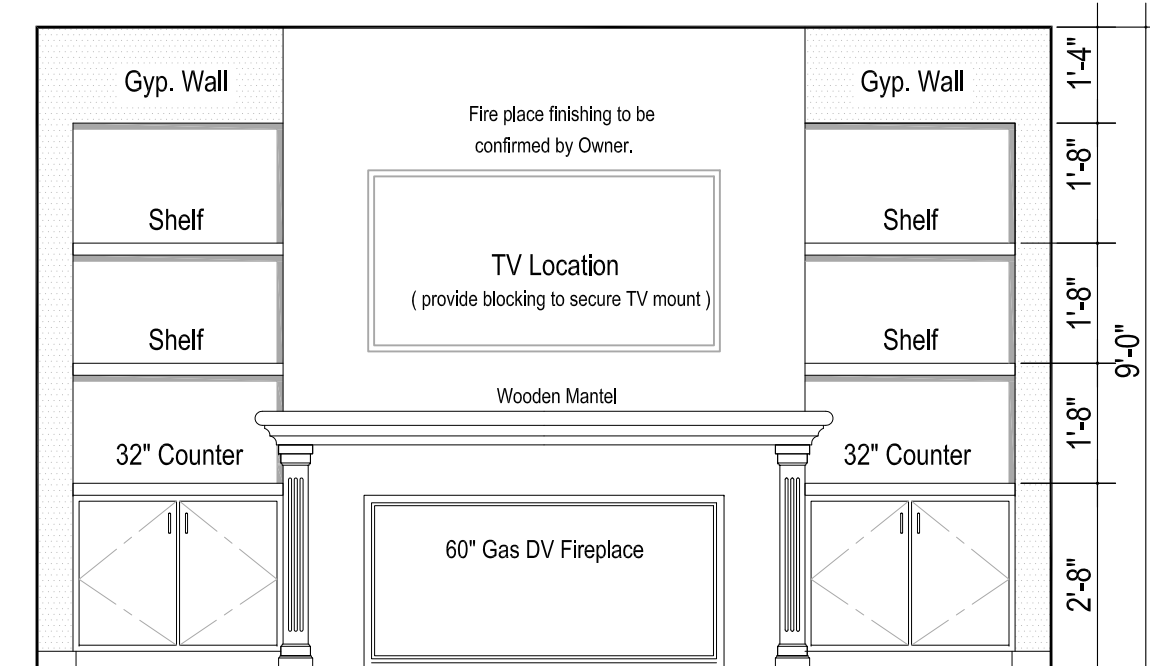 Gyp. Wall
Gyp. Wall
1'-4"
Fire place finishing to be
confirmed by Owner.
1'-8"
Shelf
Shelf
TV Location
( provide blocking to secure TV mount )
1'-8"
Shelf
Shelf
9'-0"
Wooden Mantel
1'-8"
32" Counter
32" Counter
60" Gas DV Fireplace
2'-8"